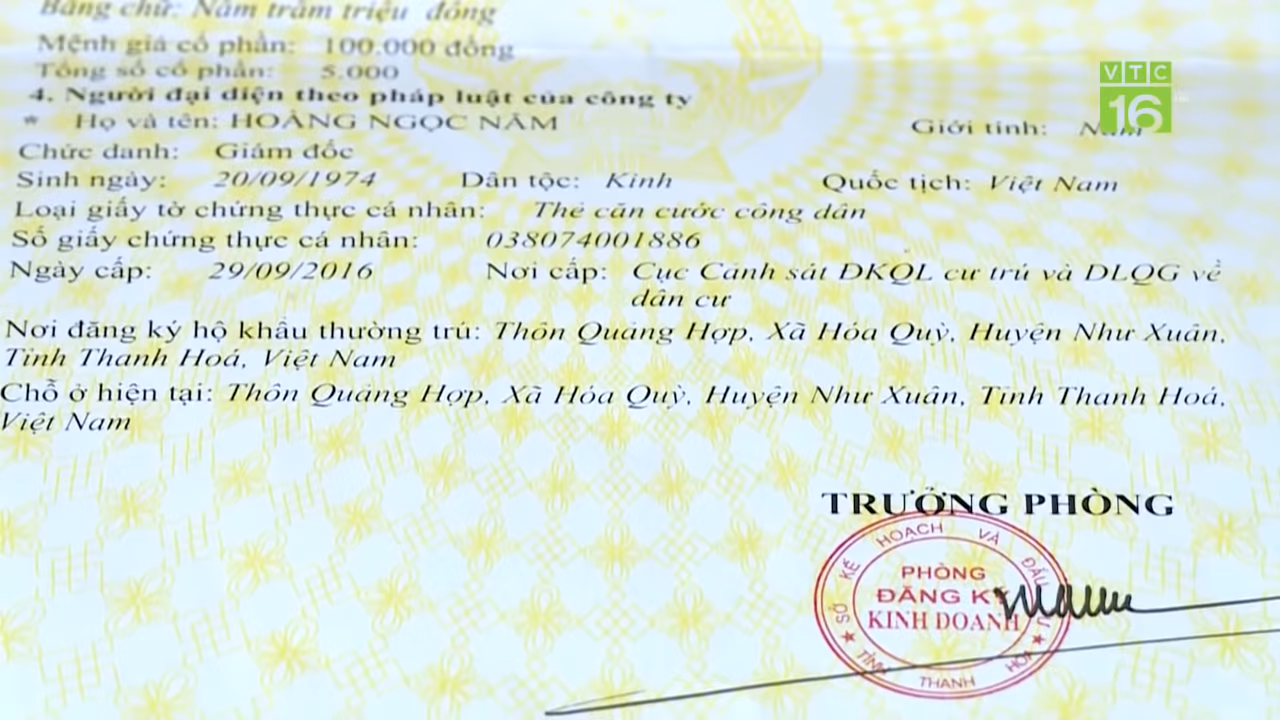 Bằng chữ: Năm trăm triệu đồng
Mệnh giá cổ phần: 100.000 đồng
Tổng số cổ phần: 5.000
4. Người đại diện theo pháp luật của công ty
* Họ và tên: HOÀNG NGỌC NĂM Giới tính: Nam
Chức danh: Giám đốc
Sinh ngày: 20/09/1974 Dân tộc: Kinh Quốc tịch: Việt Nam
Loại giấy tờ chứng thực cá nhân: Thẻ căn cước công dân
Số giấy chứng thực cá nhân: 038074001886
Ngày cấp: 29/09/2016 Nơi cấp: Cục Cảnh sát ĐKQL cư trú và DLQG về
dân cư
Nơi đăng ký hộ khẩu thường trú: Thôn Quảng Hợp, Xã Hóa Quỳ, Huyện Như Xuân,
Tỉnh Thanh Hoá, Việt Nam
Chỗ ở hiện tại: Thôn Quảng Hợp, Xã Hóa Quỳ, Huyện Như Xuân, Tỉnh Thanh Hoá,
Việt Nam
TRƯỞNG PHÒNG
SỞ KẾ HOẠCH VÀ ĐẦU
PHÒNG
ĐĂNG KÝ
KINH DOANH
TỈNH THANH HOÁ
VTC
16